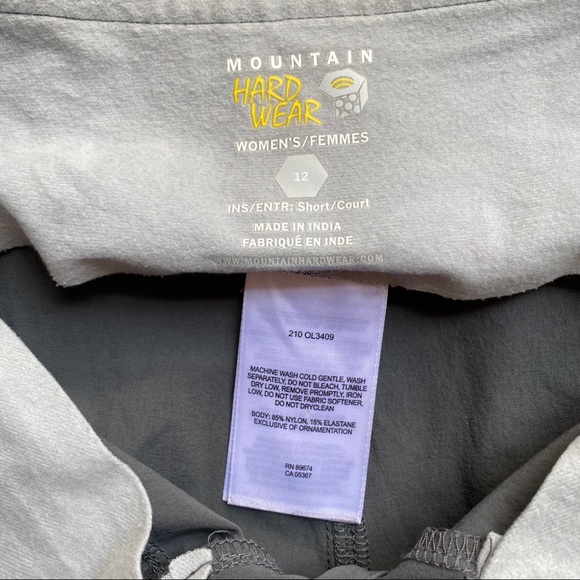 MOUNTAIN
HARD
WEAR
WOMEN'S/FEMMES
12
INS/ENTR: Short/Court
MADE IN INDIA
FABRIQUÉ EN INDE
WWW.MOUNTAINHARDWEAR.COM
210 OL3409
MACHINE WASH COLD GENTLE, WASH
SEPARATELY, DO NOT BLEACH, TUMBLE
DRY LOW, REMOVE PROMPTLY, IRON
LOW, DO NOT USE FABRIC SOFTENER,
DO NOT DRYCLEAN
BODY: 85% NYLON, 15% ELASTANE
EXCLUSIVE OF ORNAMENTATION
RN 89674
CA 05367